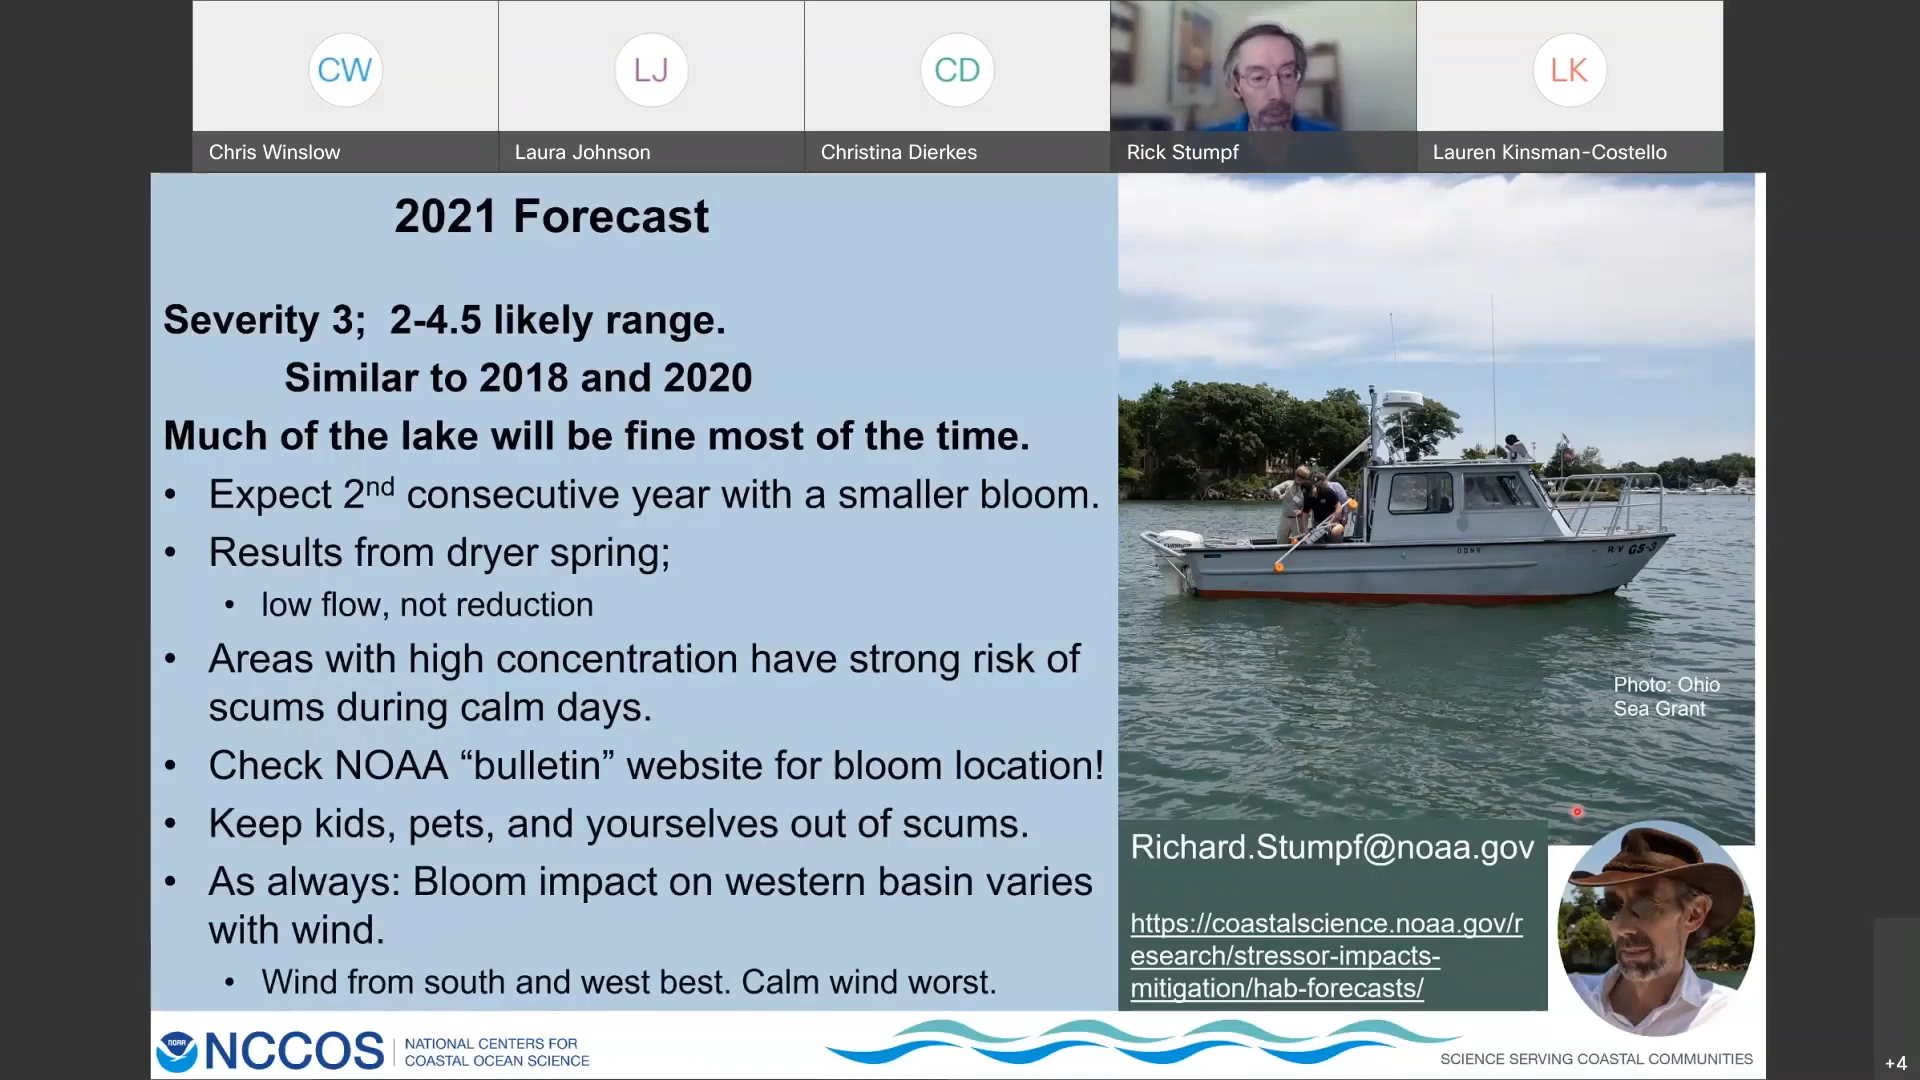 CW
LJ
CD
LK
Chris Winslow
Laura Johnson
Christina Dierkes
Rick Stumpf
Lauren Kinsman-Costello
2021 Forecast
Severity 3; 2-4.5 likely range.
Similar to 2018 and 2020
Much of the lake will be fine most of the time.
• Expect 2nd consecutive year with a smaller bloom.
• Results from dryer spring;
• low flow, not reduction
• Areas with high concentration have strong risk of
scums during calm days.
• Check NOAA “bulletin” website for bloom location!
• Keep kids, pets, and yourselves out of scums.
• As always: Bloom impact on western basin varies
with wind.
• Wind from south and west best. Calm wind worst.
R/V GS-3
Photo: Ohio
Sea Grant
Richard.Stumpf@noaa.gov
https://coastalscience.noaa.gov/r
esearch/stressor-impacts-
mitigation/hab-forecasts/
NOAA
NCCOS
NATIONAL CENTERS FOR
COASTAL OCEAN SCIENCE
SCIENCE SERVING COASTAL COMMUNITIES
+4